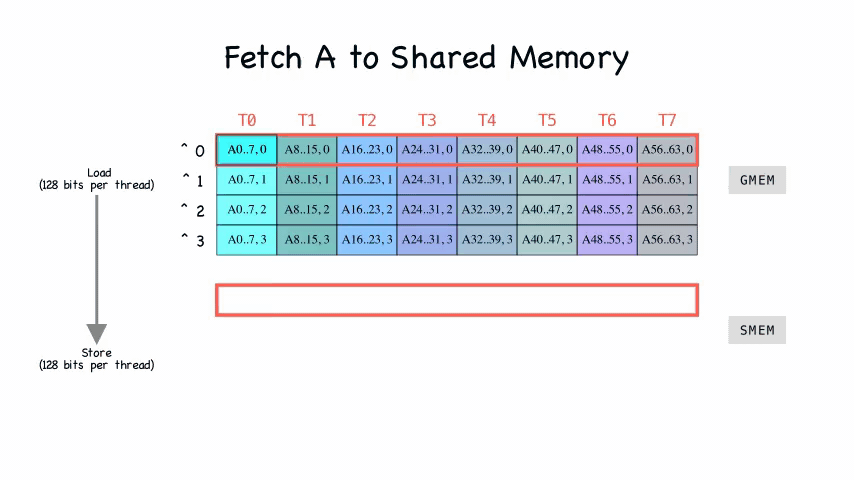 Fetch A to Shared Memory
T0 T1 T2 T3 T4 T5 T6 T7
^ 0 A0..7, 0 A8..15, 0 A16..23, 0 A24..31, 0 A32..39, 0 A40..47, 0 A48..55, 0 A56..63, 0
Load
(128 bits per thread)
^ 1 A0..7, 1 A8..15, 1 A16..23, 1 A24..31, 1 A32..39, 1 A40..47, 1 A48..55, 1 A56..63, 1
GMEM
^ 2 A0..7, 2 A8..15, 2 A16..23, 2 A24..31, 2 A32..39, 2 A40..47, 2 A48..55, 2 A56..63, 2
^ 3 A0..7, 3 A8..15, 3 A16..23, 3 A24..31, 3 A32..39, 3 A40..47, 3 A48..55, 3 A56..63, 3
SMEM
Store
(128 bits per thread)